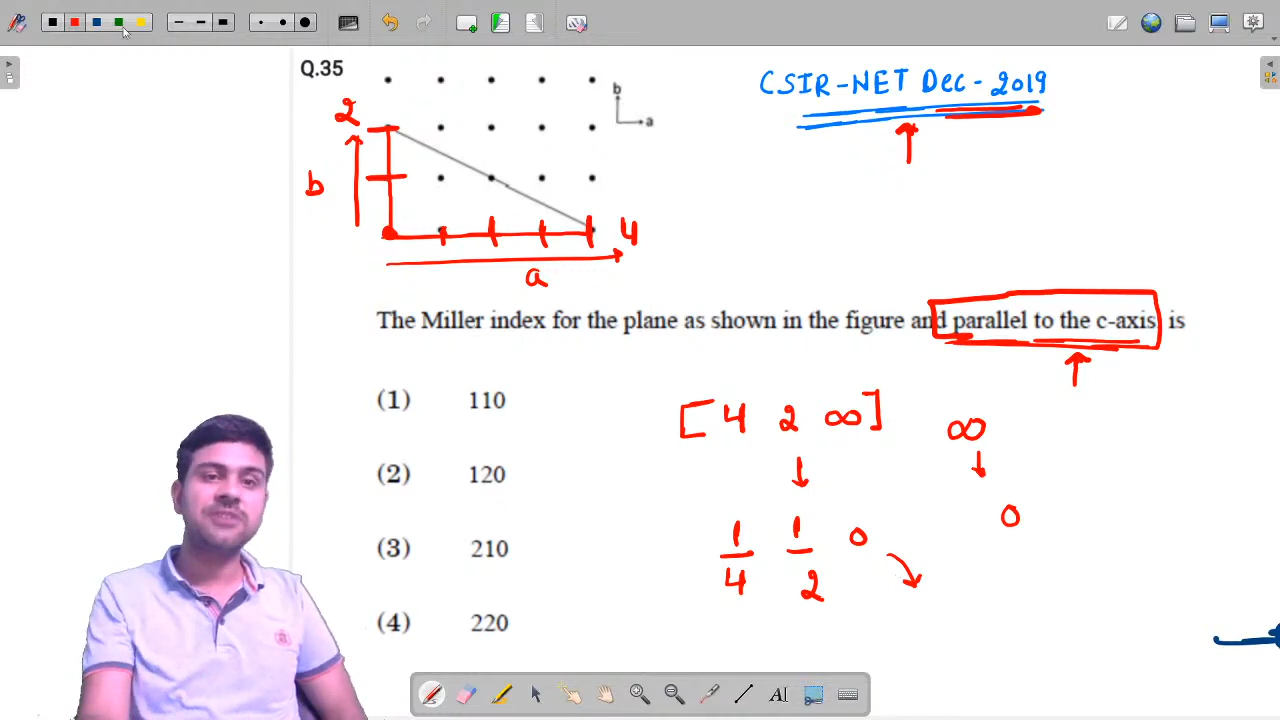 Q.35
CSIR-NET Dec-2019
2
b
a
b
4
a
The Miller index for the plane as shown in the figure and parallel to the c-axis is
(1) 110
(2) 120
(3) 210
(4) 220
[4 2 ∞] ∞
0
1/4 1/2 0
AI